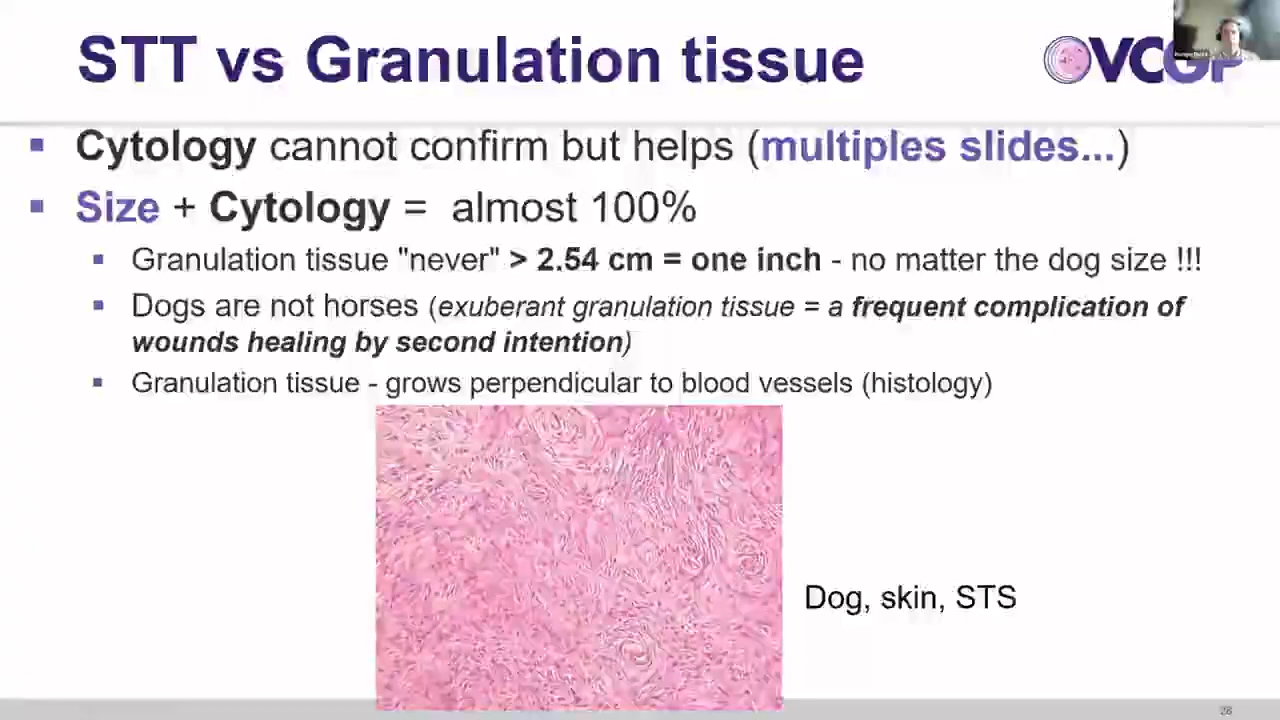 STT vs Granulation tissue
OVCGP
Cytology cannot confirm but helps (multiples slides...)
Size + Cytology = almost 100%
Granulation tissue "never" > 2.54 cm = one inch - no matter the dog size !!!
Dogs are not horses (exuberant granulation tissue = a frequent complication of
wounds healing by second intention)
Granulation tissue - grows perpendicular to blood vessels (histology)
Dog, skin, STS
26